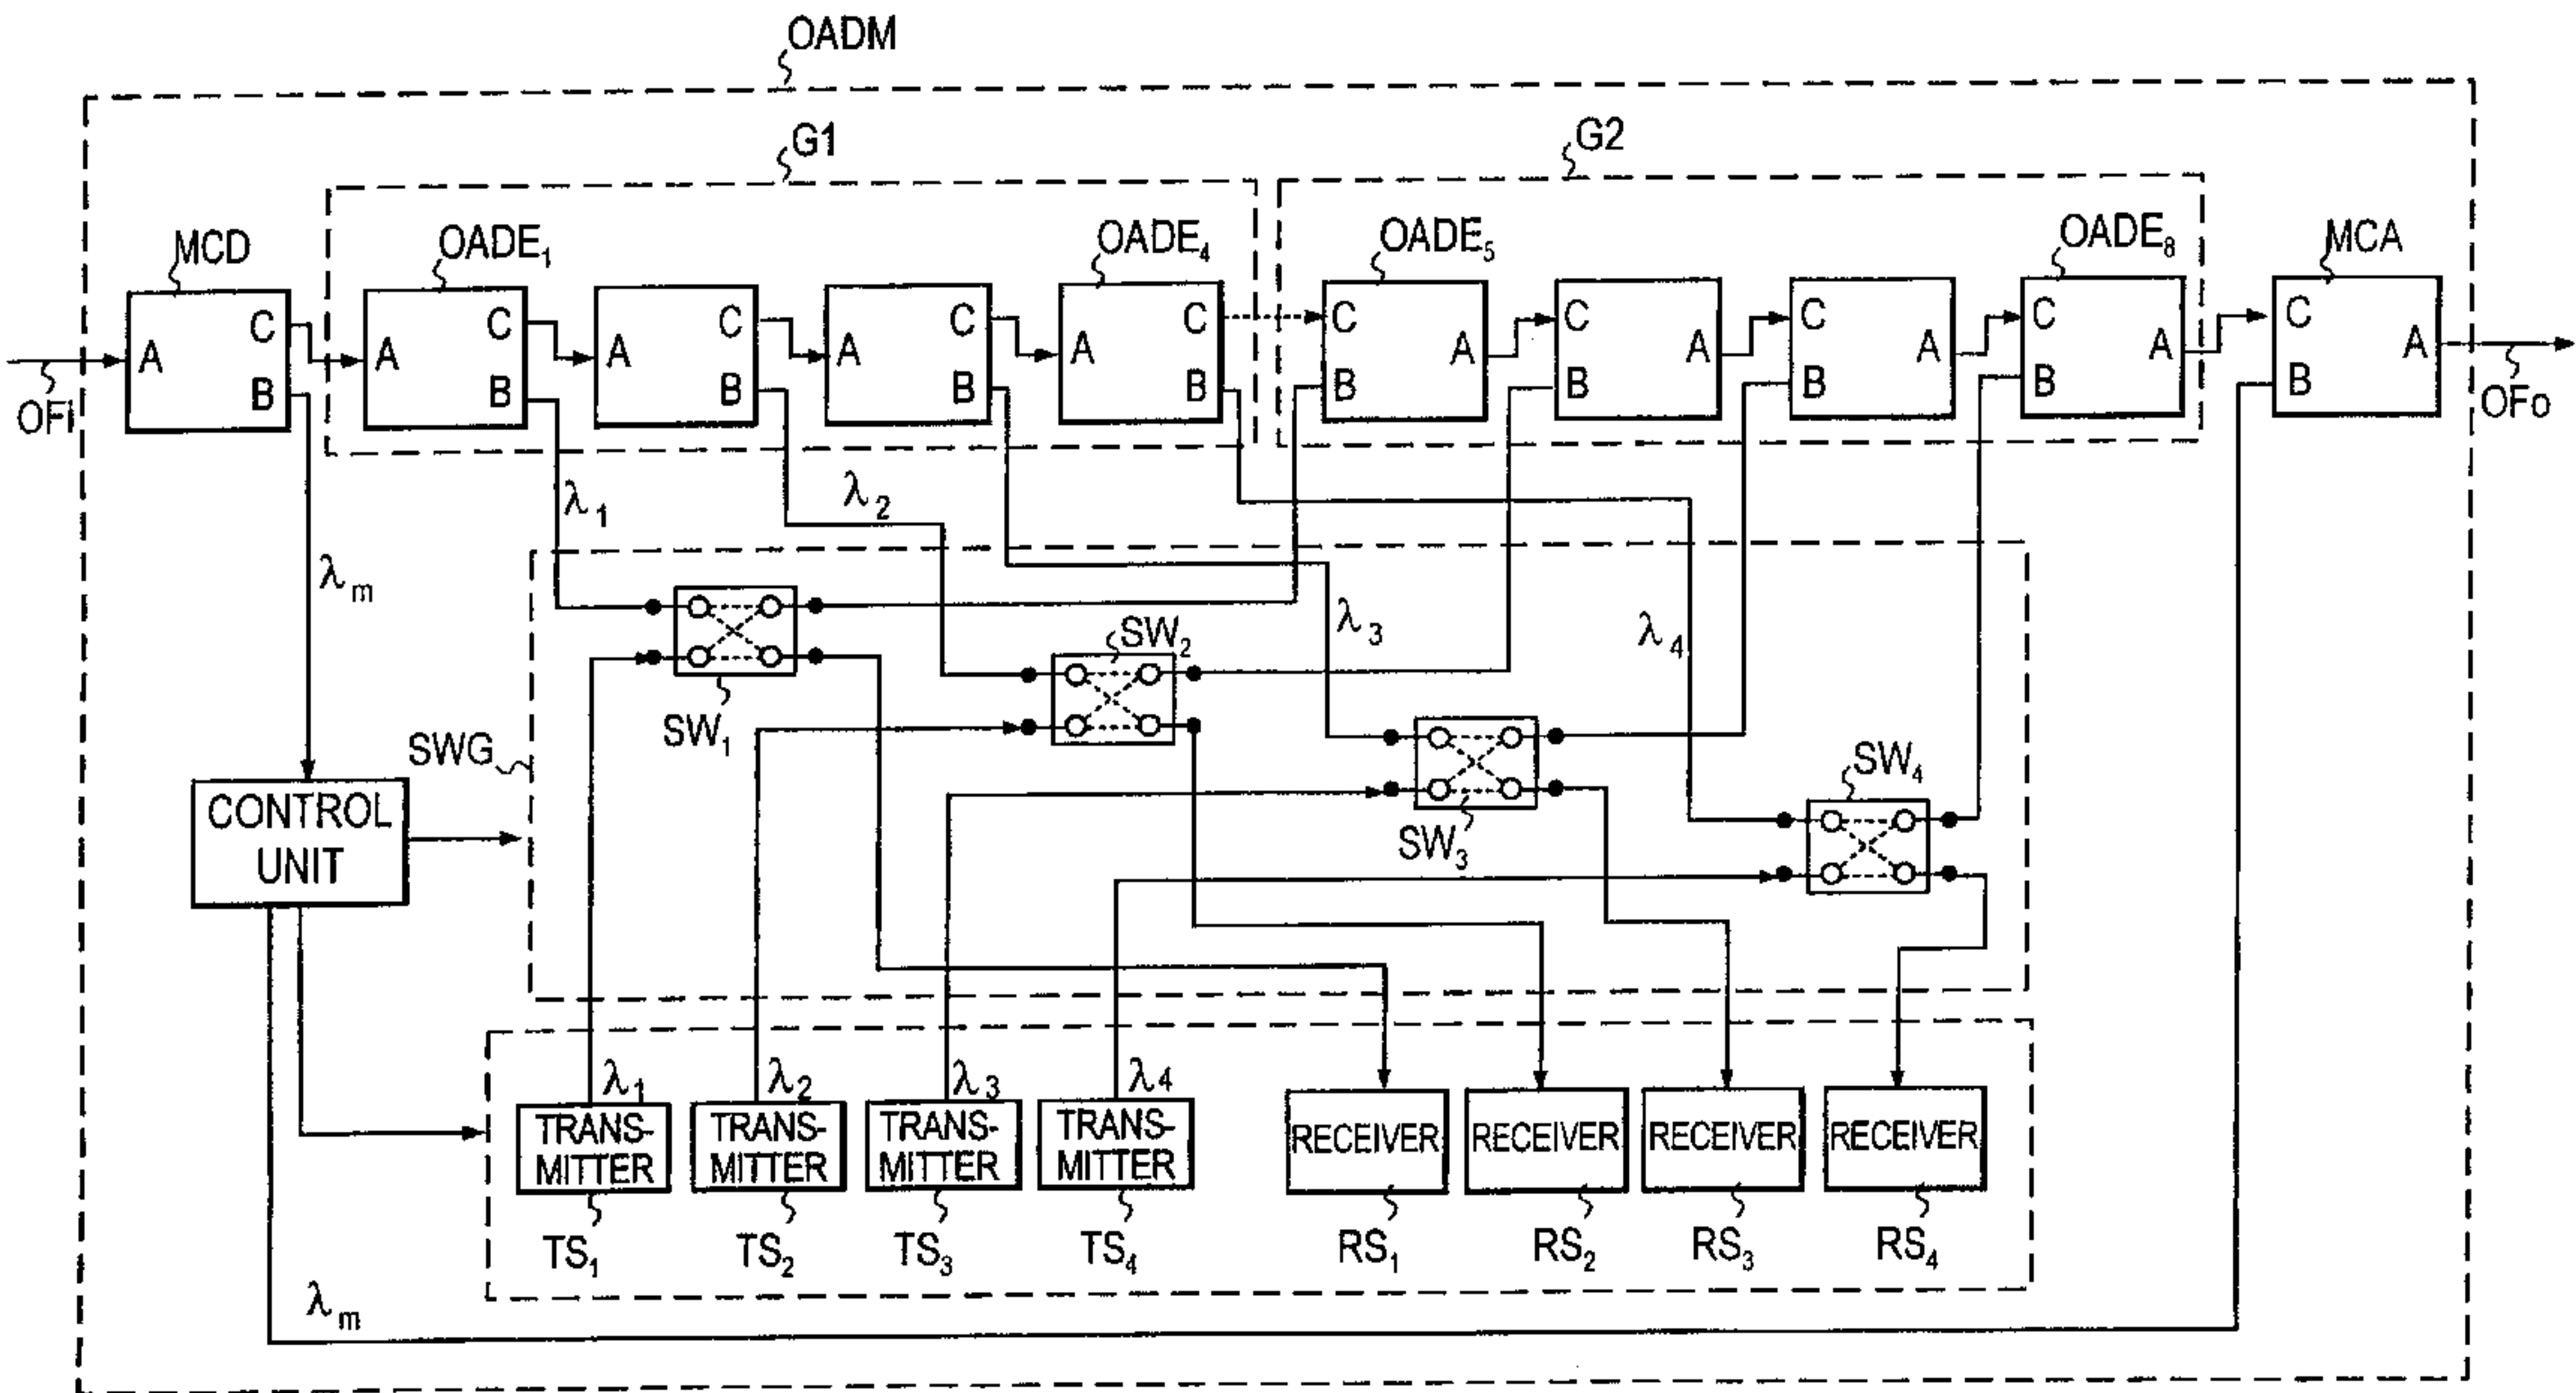 OADM
G1
G2
MCD
OADE₁
OADE₄
OADE₅
OADE₈
MCA
A C B
A C B
A C B
A C B
A C B
C B A
C B A
C B A
C B A
C B A
OFi
OFo
λ₁
λ₂
λₘ
λ₃
λ₄
SW₁
SW₂
SWG
SW₃
SW₄
CONTROL
UNIT
λ₁
λ₂
λ₃
λ₄
TRANS-
MITTER
TRANS-
MITTER
TRANS-
MITTER
TRANS-
MITTER
RECEIVER
RECEIVER
RECEIVER
RECEIVER
TS₁
TS₂
TS₃
TS₄
RS₁
RS₂
RS₃
RS₄
λₘ